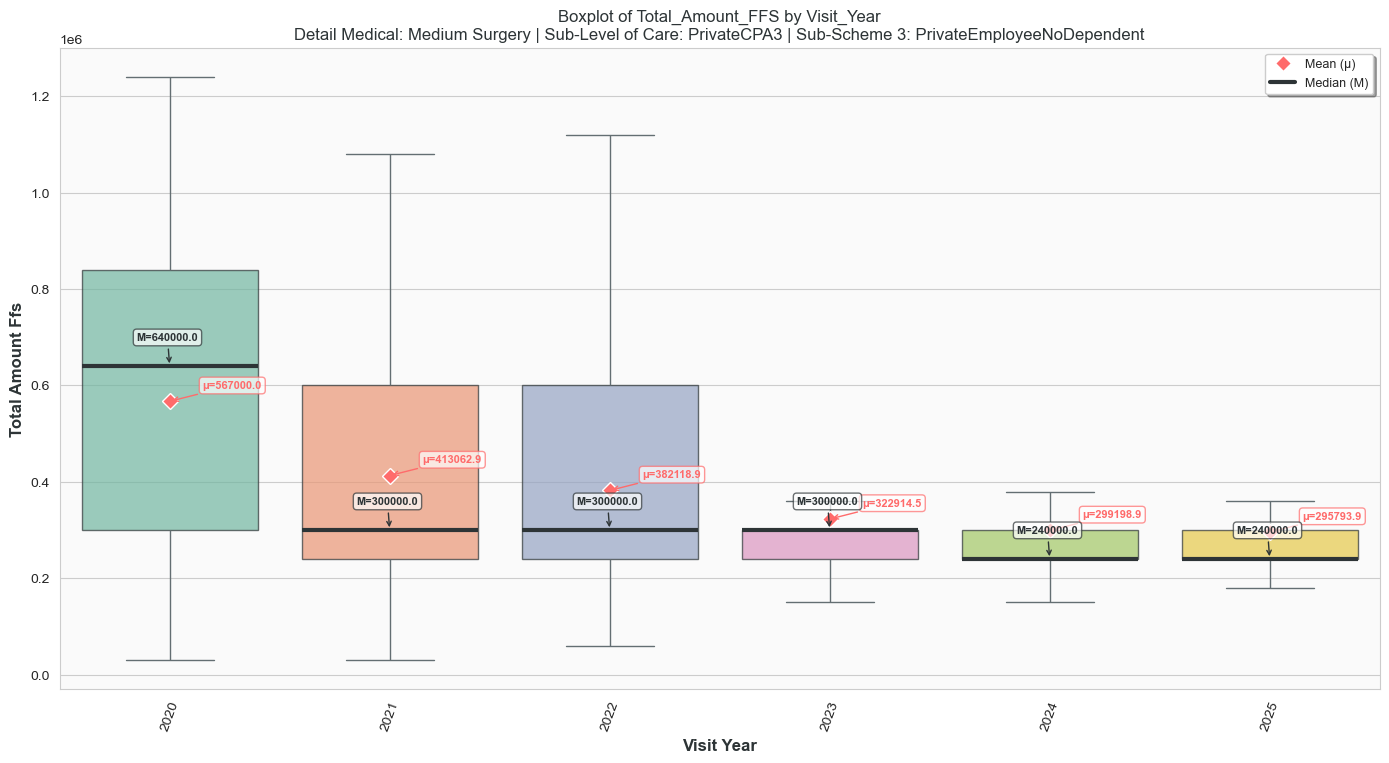 Boxplot of Total_Amount_FFS by Visit_Year
Detail Medical: Medium Surgery | Sub-Level of Care: PrivateCPA3 | Sub-Scheme 3: PrivateEmployeeNoDependent
1e6
Mean (μ)
Median (M)
1.2
1.0
0.8
0.6
0.4
0.2
0.0
Total Amount Ffs
M=640000.0
μ=567000.0
μ=413062.9
M=300000.0
μ=382118.9
M=300000.0
M=300000.0
μ=322914.5
μ=299198.9
M=240000.0
μ=295793.9
M=240000.0
2020
2021
2022
2023
2024
2025
Visit Year